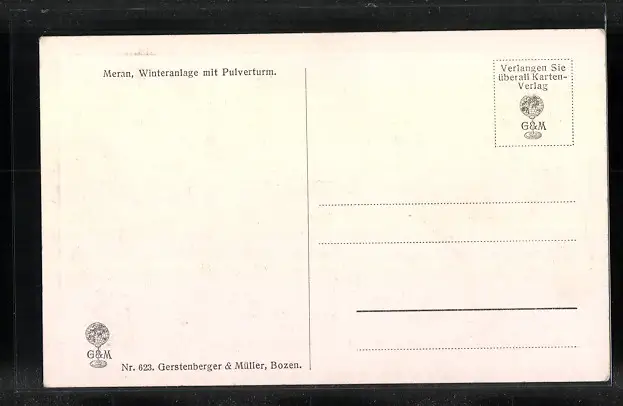 Meran, Winteranlage mit Pulverturm.
Verlangen Sie
überall Karten-
Verlag
G&M
G&M
Nr. 623. Gerstenberger & Müller, Bozen.